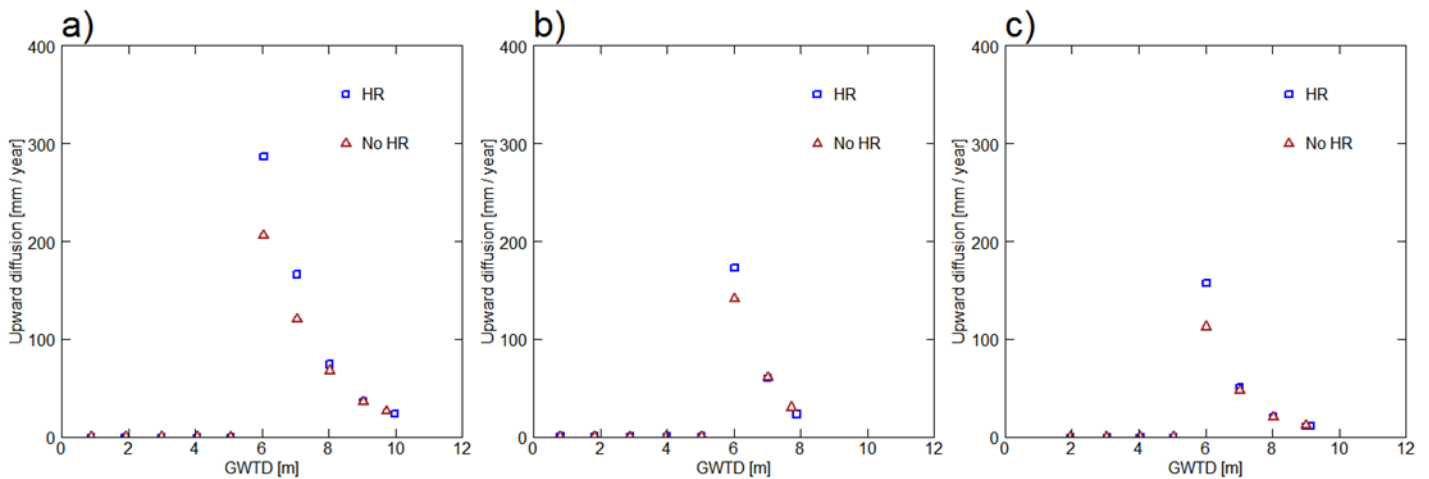 a)
400
300
200
100
0
Upward diffusion [mm / year]
HR
No HR
0 2 4 6 8 10 12
GWTD [m]
b)
400
300
200
100
0
Upward diffusion [mm / year]
HR
No HR
0 2 4 6 8 10 12
GWTD [m]
c)
400
300
200
100
0
Upward diffusion [mm / year]
HR
No HR
0 2 4 6 8 10 12
GWTD [m]